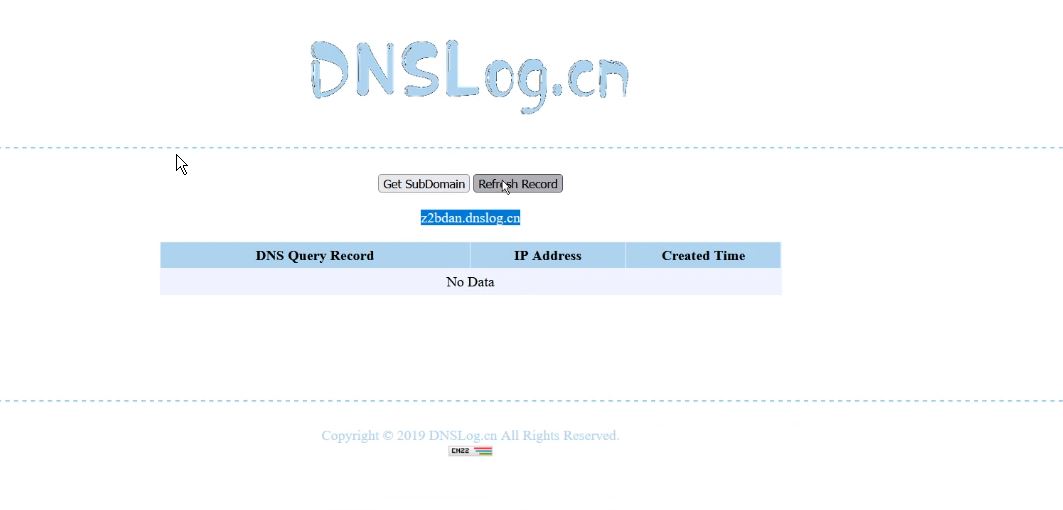 DNSLog.cn
Get SubDomain Refresh Record
z2bdan.dnslog.cn
DNS Query Record IP Address Created Time
No Data
Copyright © 2019 DNSLog.cn All Rights Reserved.
CNZZ